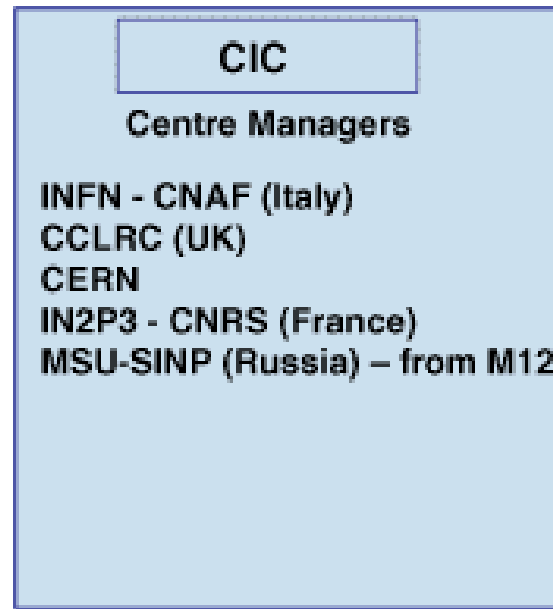 CIC
Centre Managers
INFN - CNAF (Italy)
CCLRC (UK)
CERN
IN2P3 - CNRS (France)
MSU-SINP (Russia) – from M12